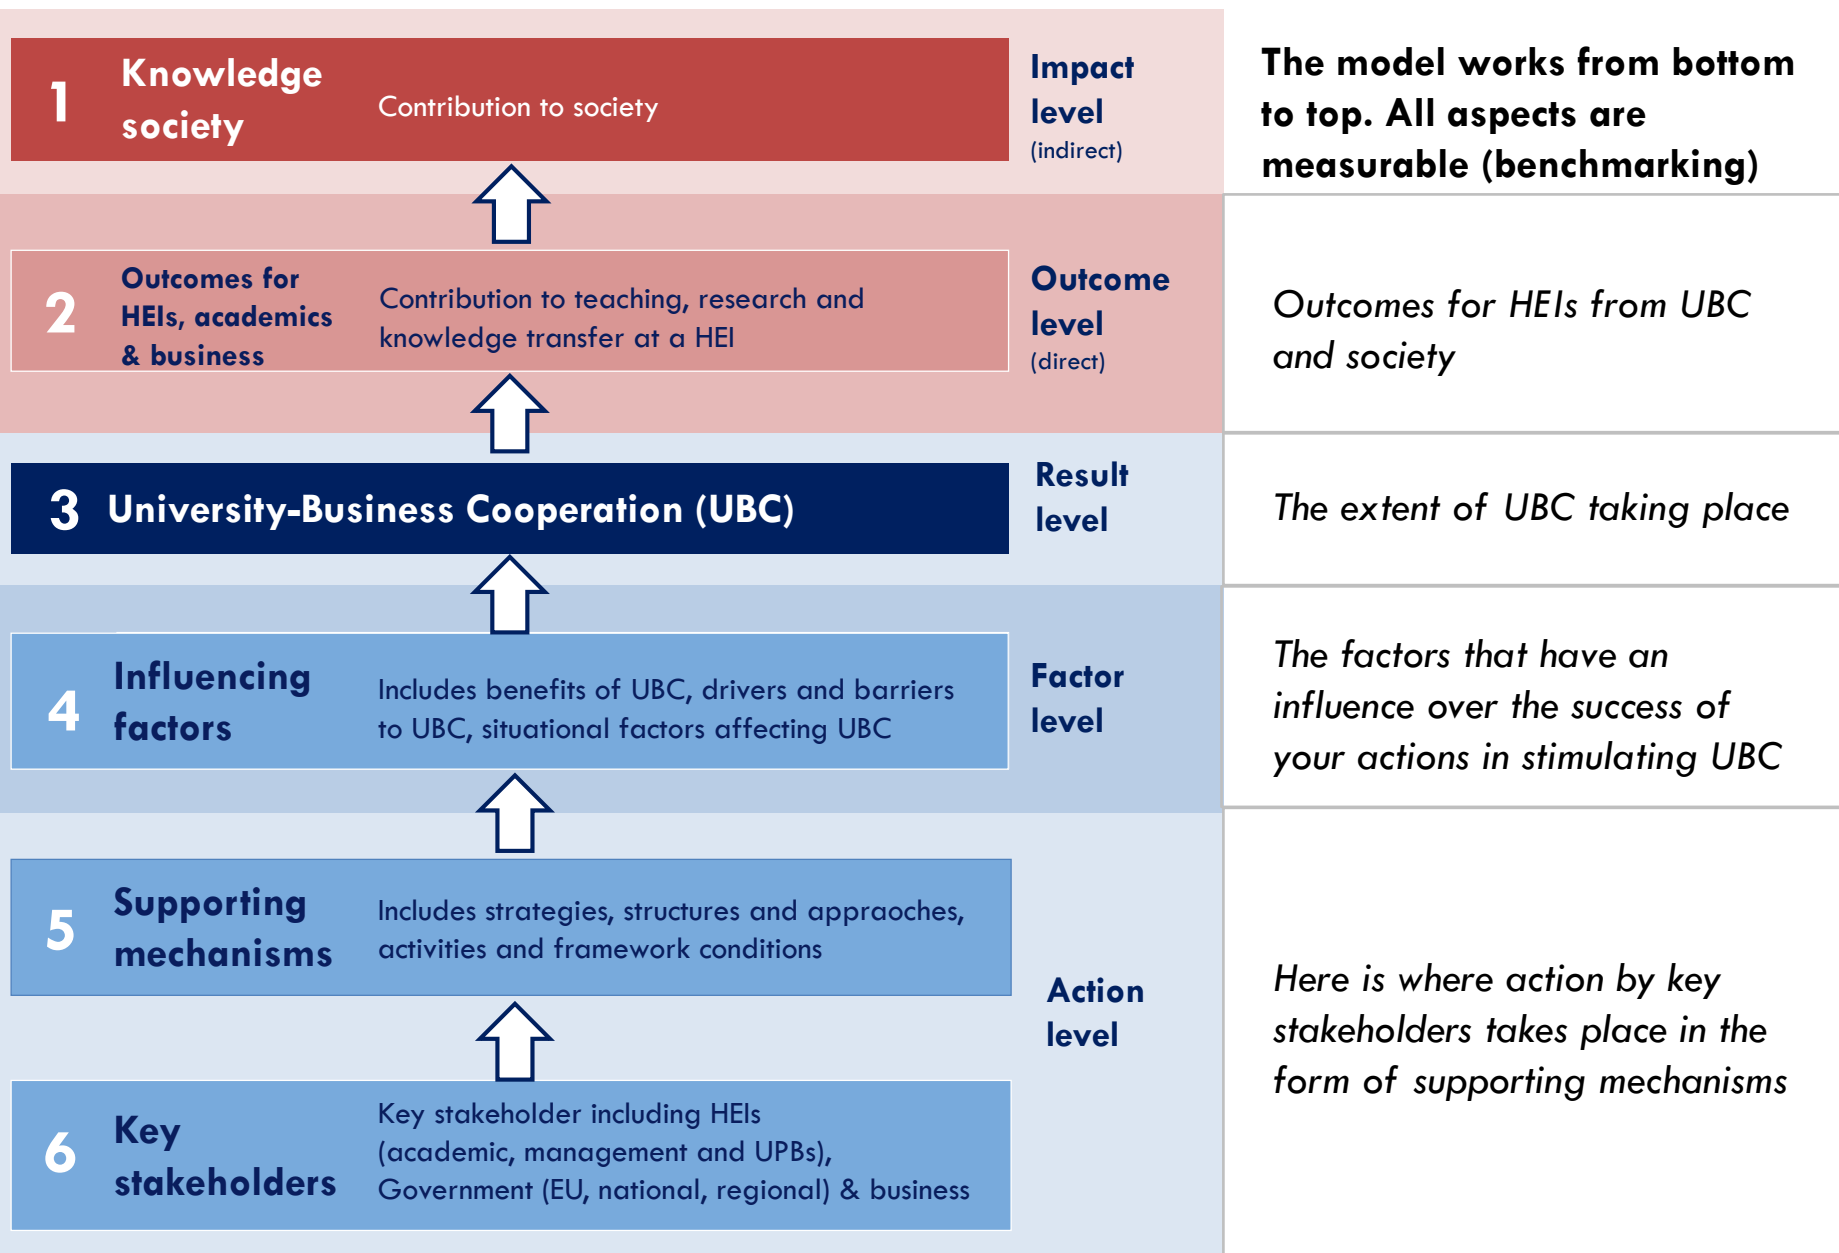 1
Knowledge
society
Contribution to society
Impact
level
(indirect)
The model works from bottom
to top. All aspects are
measurable (benchmarking)
2
Outcomes for
HEIs, academics
& business
Contribution to teaching, research and
knowledge transfer at a HEI
Outcome
level
(direct)
Outcomes for HEIs from UBC
and society
3
University-Business Cooperation (UBC)
Result
level
The extent of UBC taking place
4
Influencing
factors
Includes benefits of UBC, drivers and barriers
to UBC, situational factors affecting UBC
Factor
level
The factors that have an
influence over the success of
your actions in stimulating UBC
5
Supporting
mechanisms
Includes strategies, structures and appraoches,
activities and framework conditions
Action
level
Here is where action by key
stakeholders takes place in the
form of supporting mechanisms
6
Key
stakeholders
Key stakeholder including HEIs
(academic, management and UPBs),
Government (EU, national, regional) & business